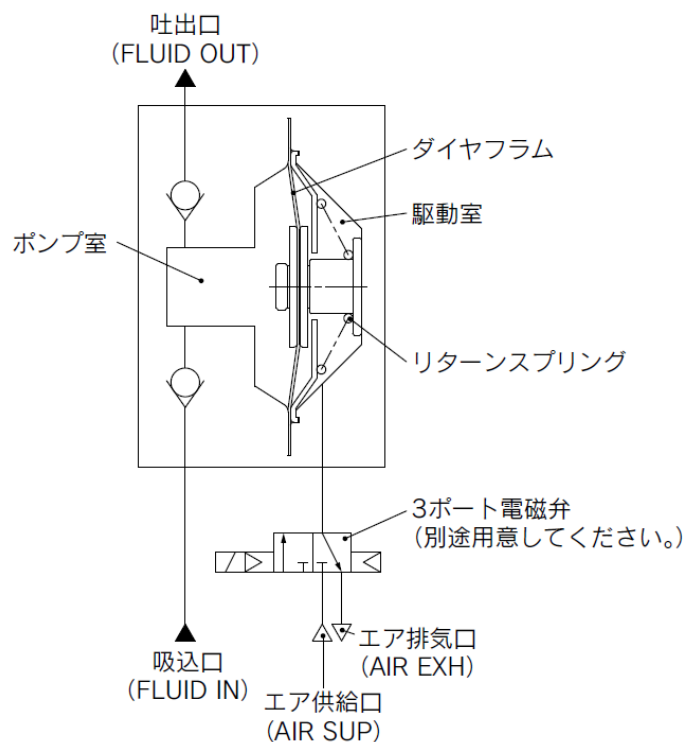 吐出口
(FLUID OUT)
ダイヤフラム
駆動室
ポンプ室
リターンスプリング
3ポート電磁弁
(別途用意してください。)
エア排気口
(AIR EXH)
吸込口
(FLUID IN)
エア供給口
(AIR SUP)